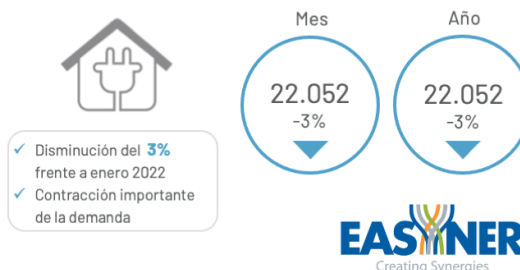 Mes
Año
22.052
-3%
22.052
-3%
Disminución del 3%
frente a enero 2022
Contracción importante
de la demanda
EASYNER
Creating Synergies